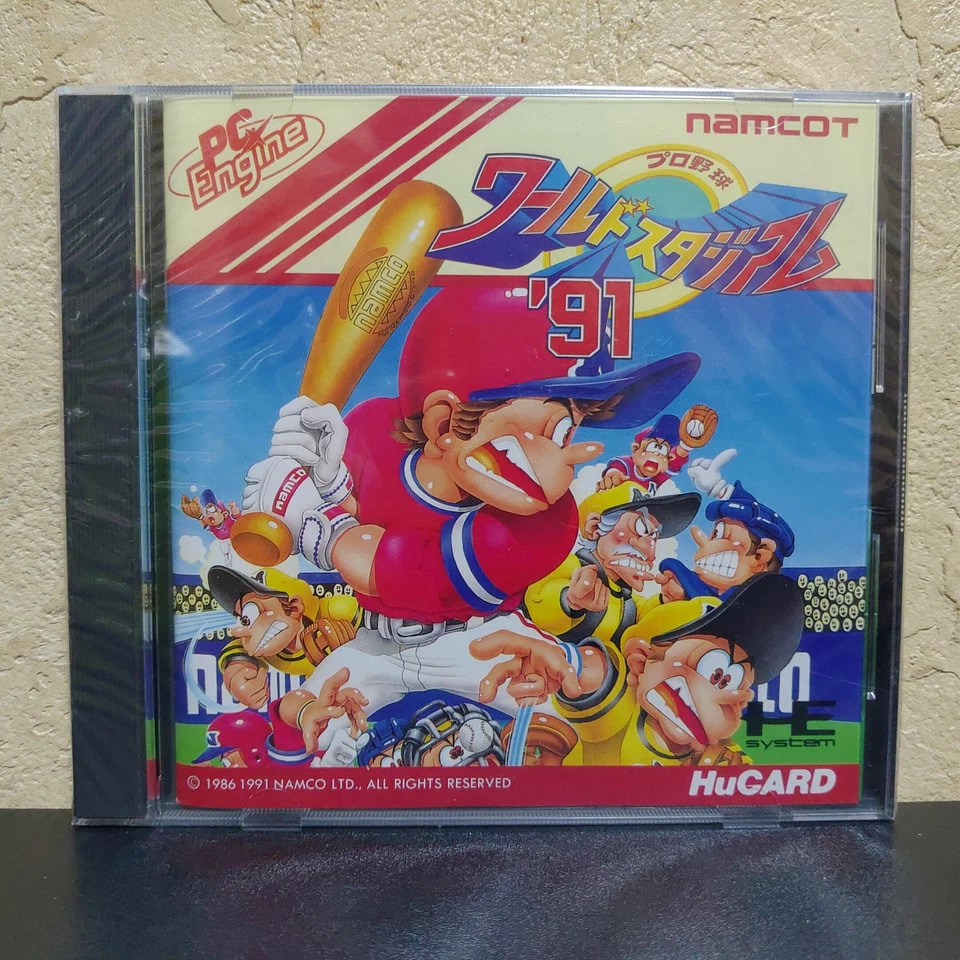 PC Engine
namcoT
プロ野球
ワールドスタジアム
'91
namco
namco
HE
system
© 1986 1991 NAMCO LTD., ALL RIGHTS RESERVED
HuCARD